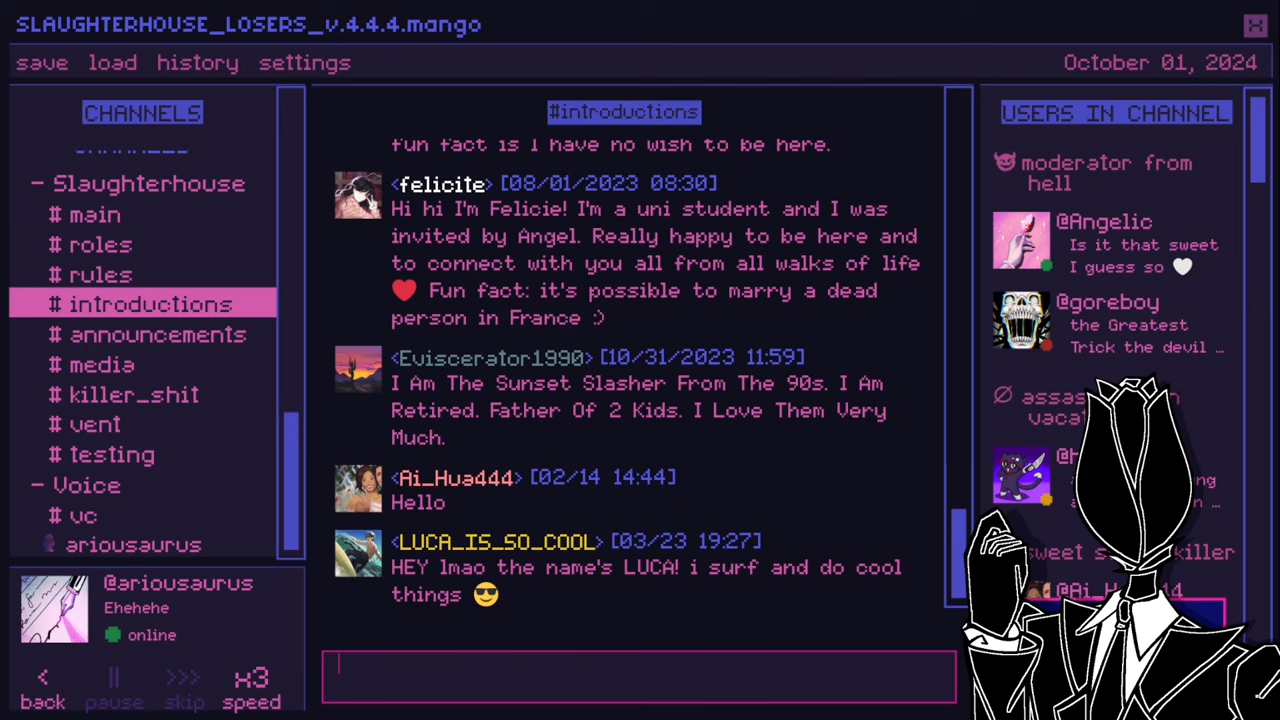 SLAUGHTERHOUSE_LOSERS_v.4.4.4.mango
x
save load history settings
October 01, 2024
CHANNELS
- Slaughterhouse
# main
# roles
# rules
# introductions
# announcements
# media
# killer_shit
# vent
# testing
- Voice
# vc
ariousaurus
@ariousaurus
Ehehehe
online
<
back
||
pause
>>>
skip
x3
speed
#introductions
fun fact is I have no wish to be here.
<felicite> [08/01/2023 08:30]
Hi hi I'm Felicie! I'm a uni student and I was
invited by Angel. Really happy to be here and
to connect with you all from all walks of life
❤️ Fun fact: it's possible to marry a dead
person in France :)
<Eviscerator1990> [10/31/2023 11:59]
I Am The Sunset Slasher From The 90s. I Am
Retired. Father Of 2 Kids. I Love Them Very
Much.
<Ai_Hua444> [02/14 14:44]
Hello
<LUCA_IS_SO_COOL> [03/23 19:27]
HEY lmao the name's LUCA! i surf and do cool
things 😎
USERS IN CHANNEL
moderator from
hell
@Angelic
Is it that sweet
I guess so 🤍
@goreboy
the Greatest
Trick the devil …